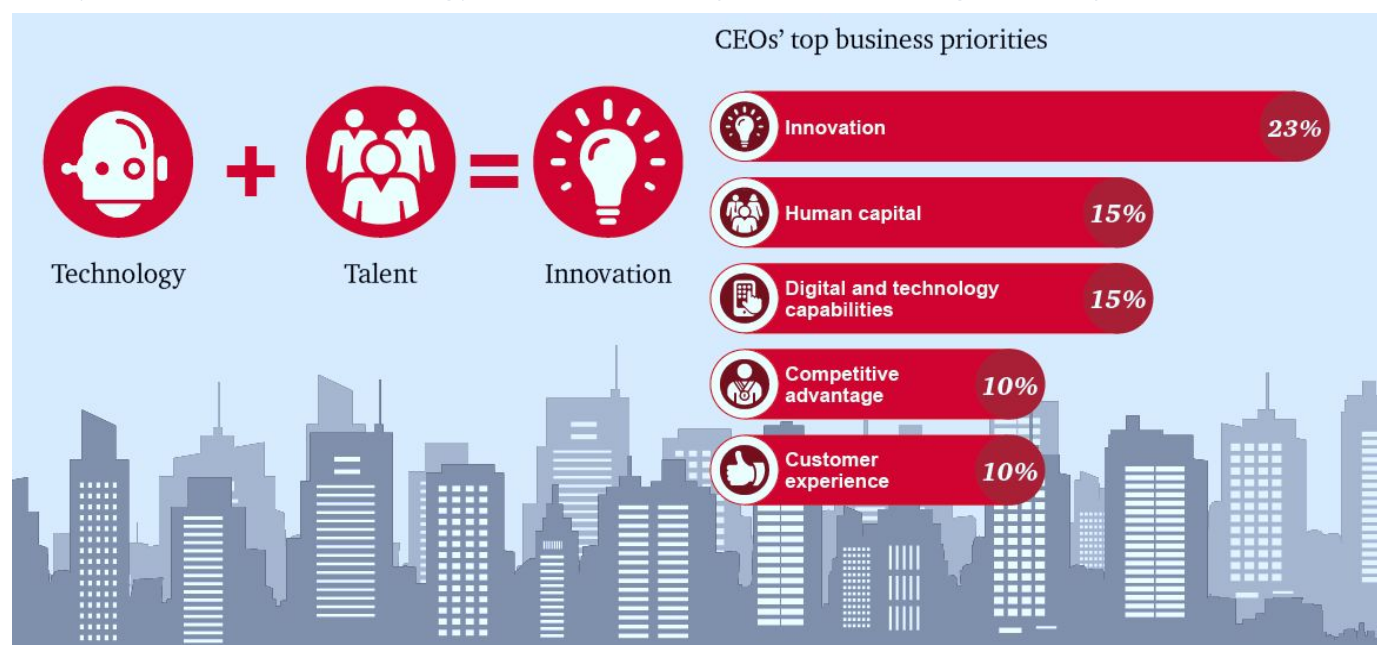 CEOs' top business priorities
+
=
Technology
Talent
Innovation
Innovation
23%
Human capital
15%
Digital and technology
capabilities
15%
Competitive
advantage
10%
Customer
experience
10%